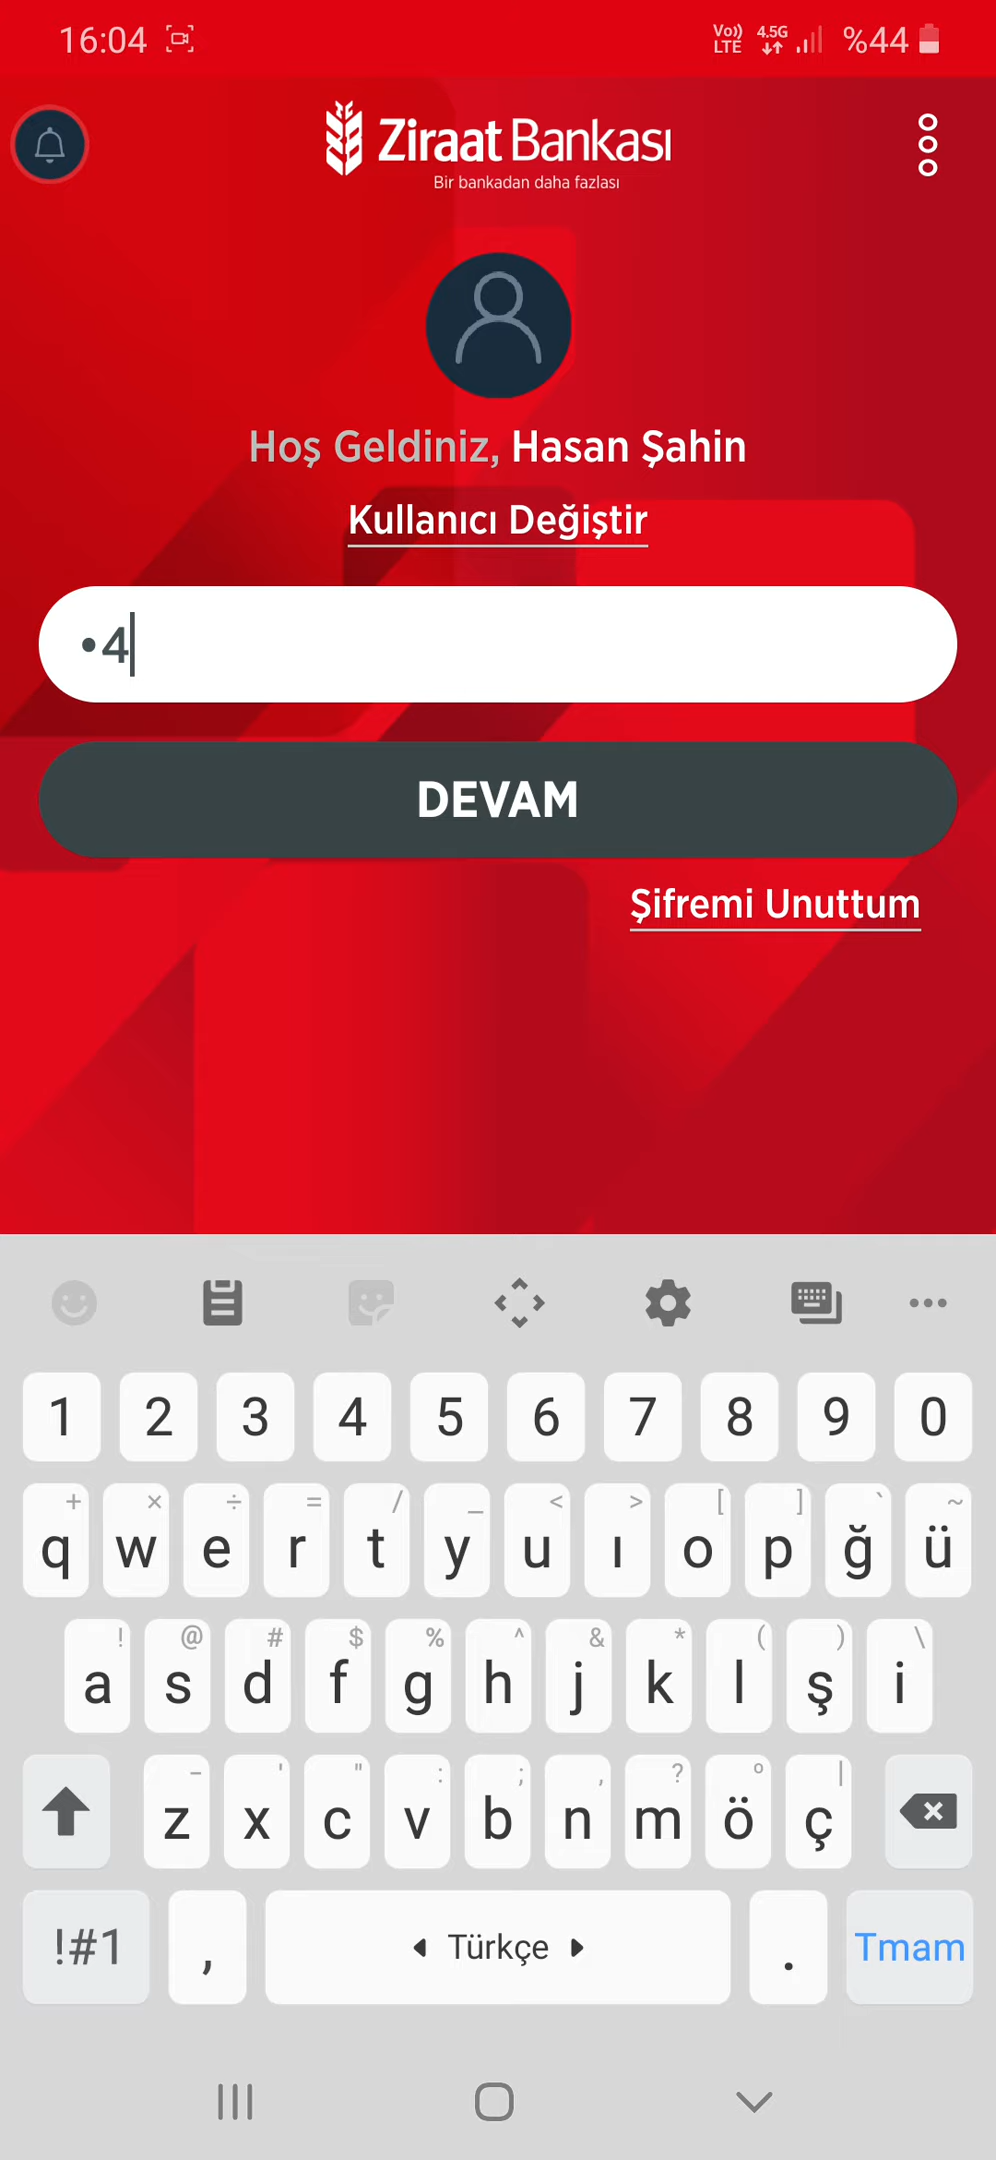 16:04 Vo)) LTE 4.5G %44
Ziraat Bankası
Bir bankadan daha fazlası
Hoş Geldiniz, Hasan Şahin
Kullanıcı Değiştir
•4
DEVAM
Şifremi Unuttum
1 2 3 4 5 6 7 8 9 0
+ × ÷ = / _ < > [ ] ` ~
q w e r t y u ı o p ğ ü
! @ # $ % ^ & * ( ) \
a s d f g h j k l ş i
- ' " : ; , ? º |
z x c v b n m ö ç
!#1 , Türkçe . Tmam